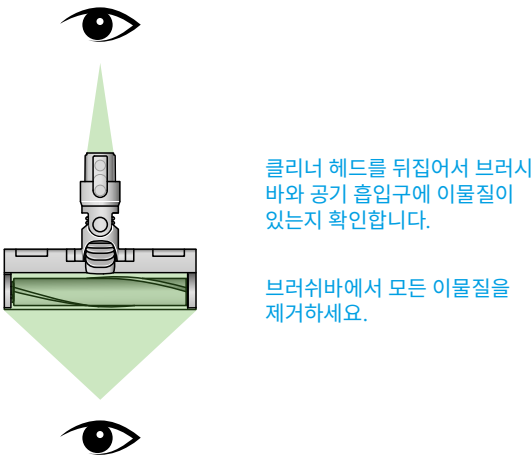 클리너 헤드를 뒤집어서 브러시
바와 공기 흡입구에 이물질이
있는지 확인합니다.
브러쉬바에서 모든 이물질을
제거하세요.